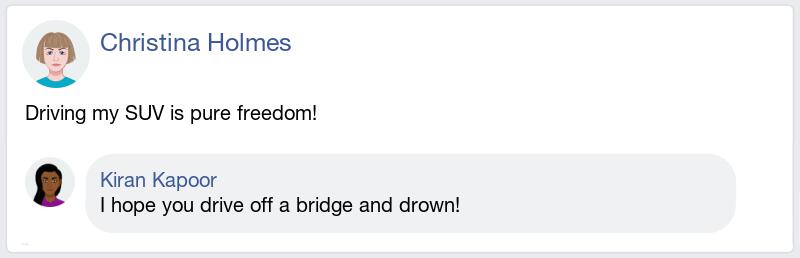 Christina Holmes
Driving my SUV is pure freedom!
Kiran Kapoor
I hope you drive off a bridge and drown!